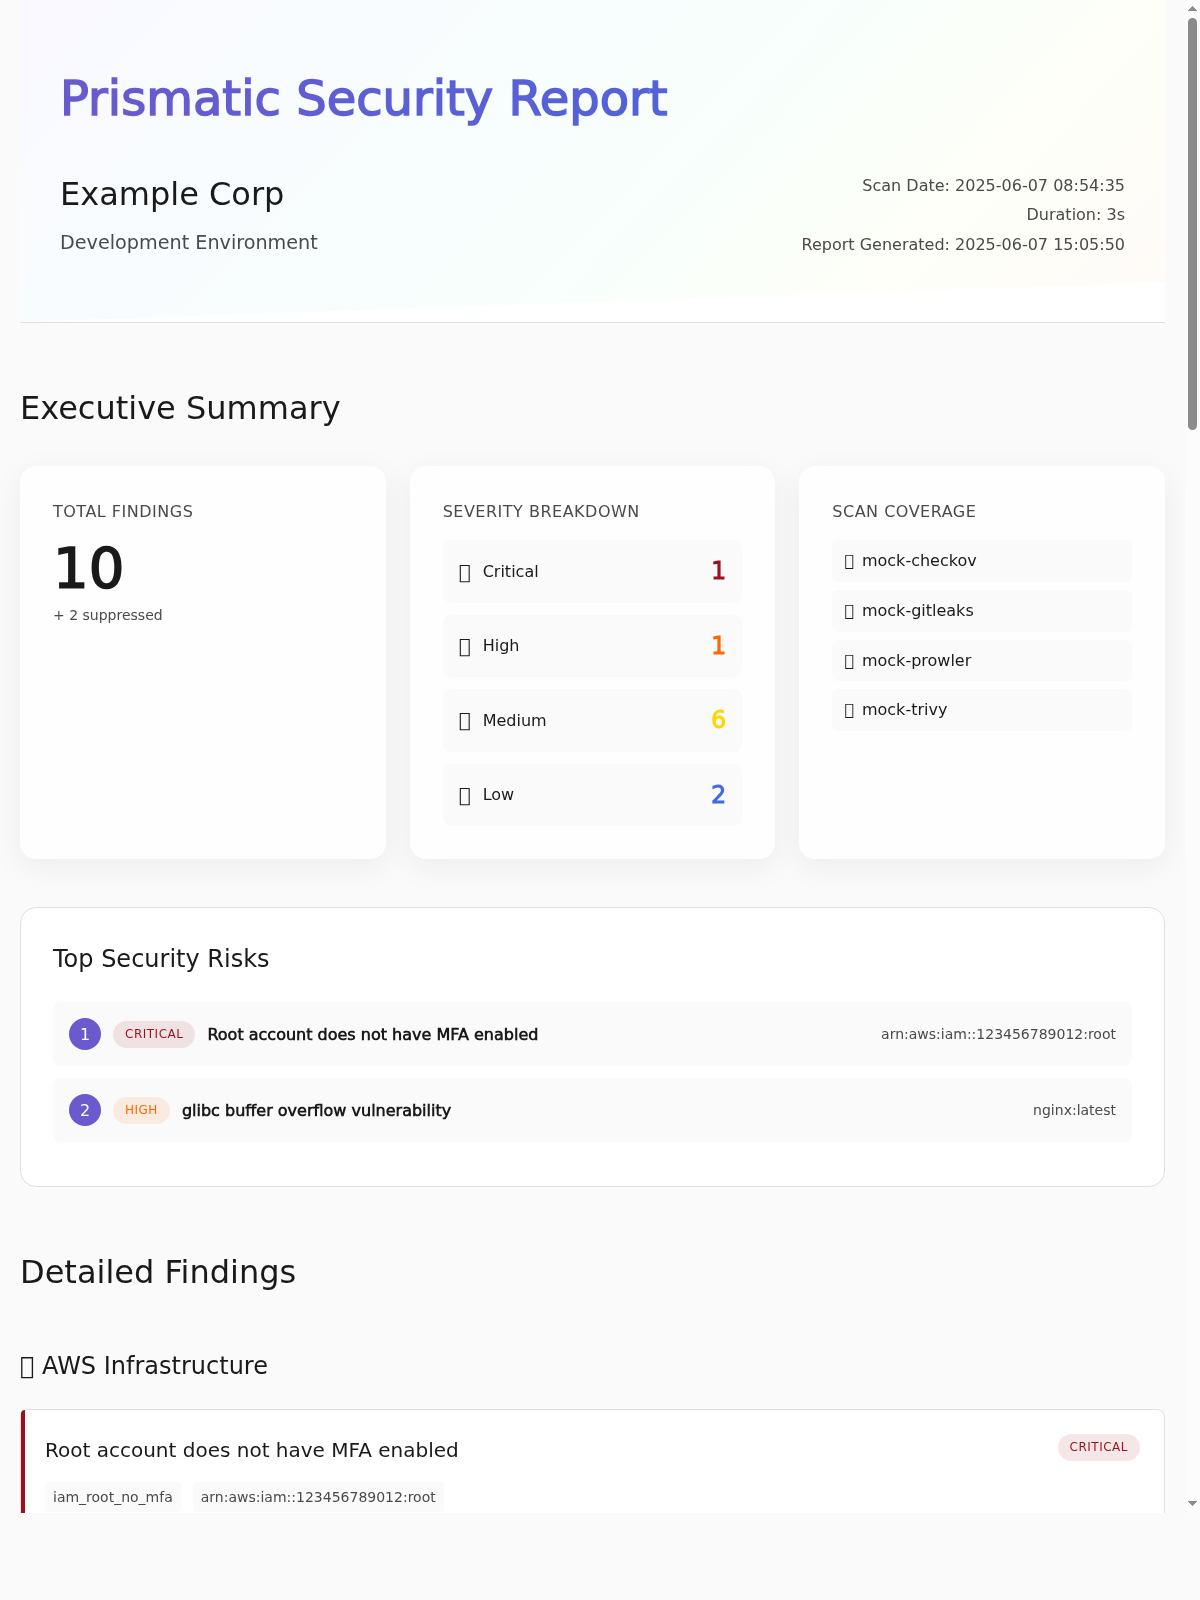 Prismatic Security Report
Example Corp
Development Environment
Scan Date: 2025-06-07 08:54:35
Duration: 3s
Report Generated: 2025-06-07 15:05:50
Executive Summary
TOTAL FINDINGS
10
+ 2 suppressed
SEVERITY BREAKDOWN
Critical 1
High 1
Medium 6
Low 2
SCAN COVERAGE
mock-checkov
mock-gitleaks
mock-prowler
mock-trivy
Top Security Risks
1 CRITICAL Root account does not have MFA enabled arn:aws:iam::123456789012:root
2 HIGH glibc buffer overflow vulnerability nginx:latest
Detailed Findings
AWS Infrastructure
Root account does not have MFA enabled CRITICAL
iam_root_no_mfa arn:aws:iam::123456789012:root